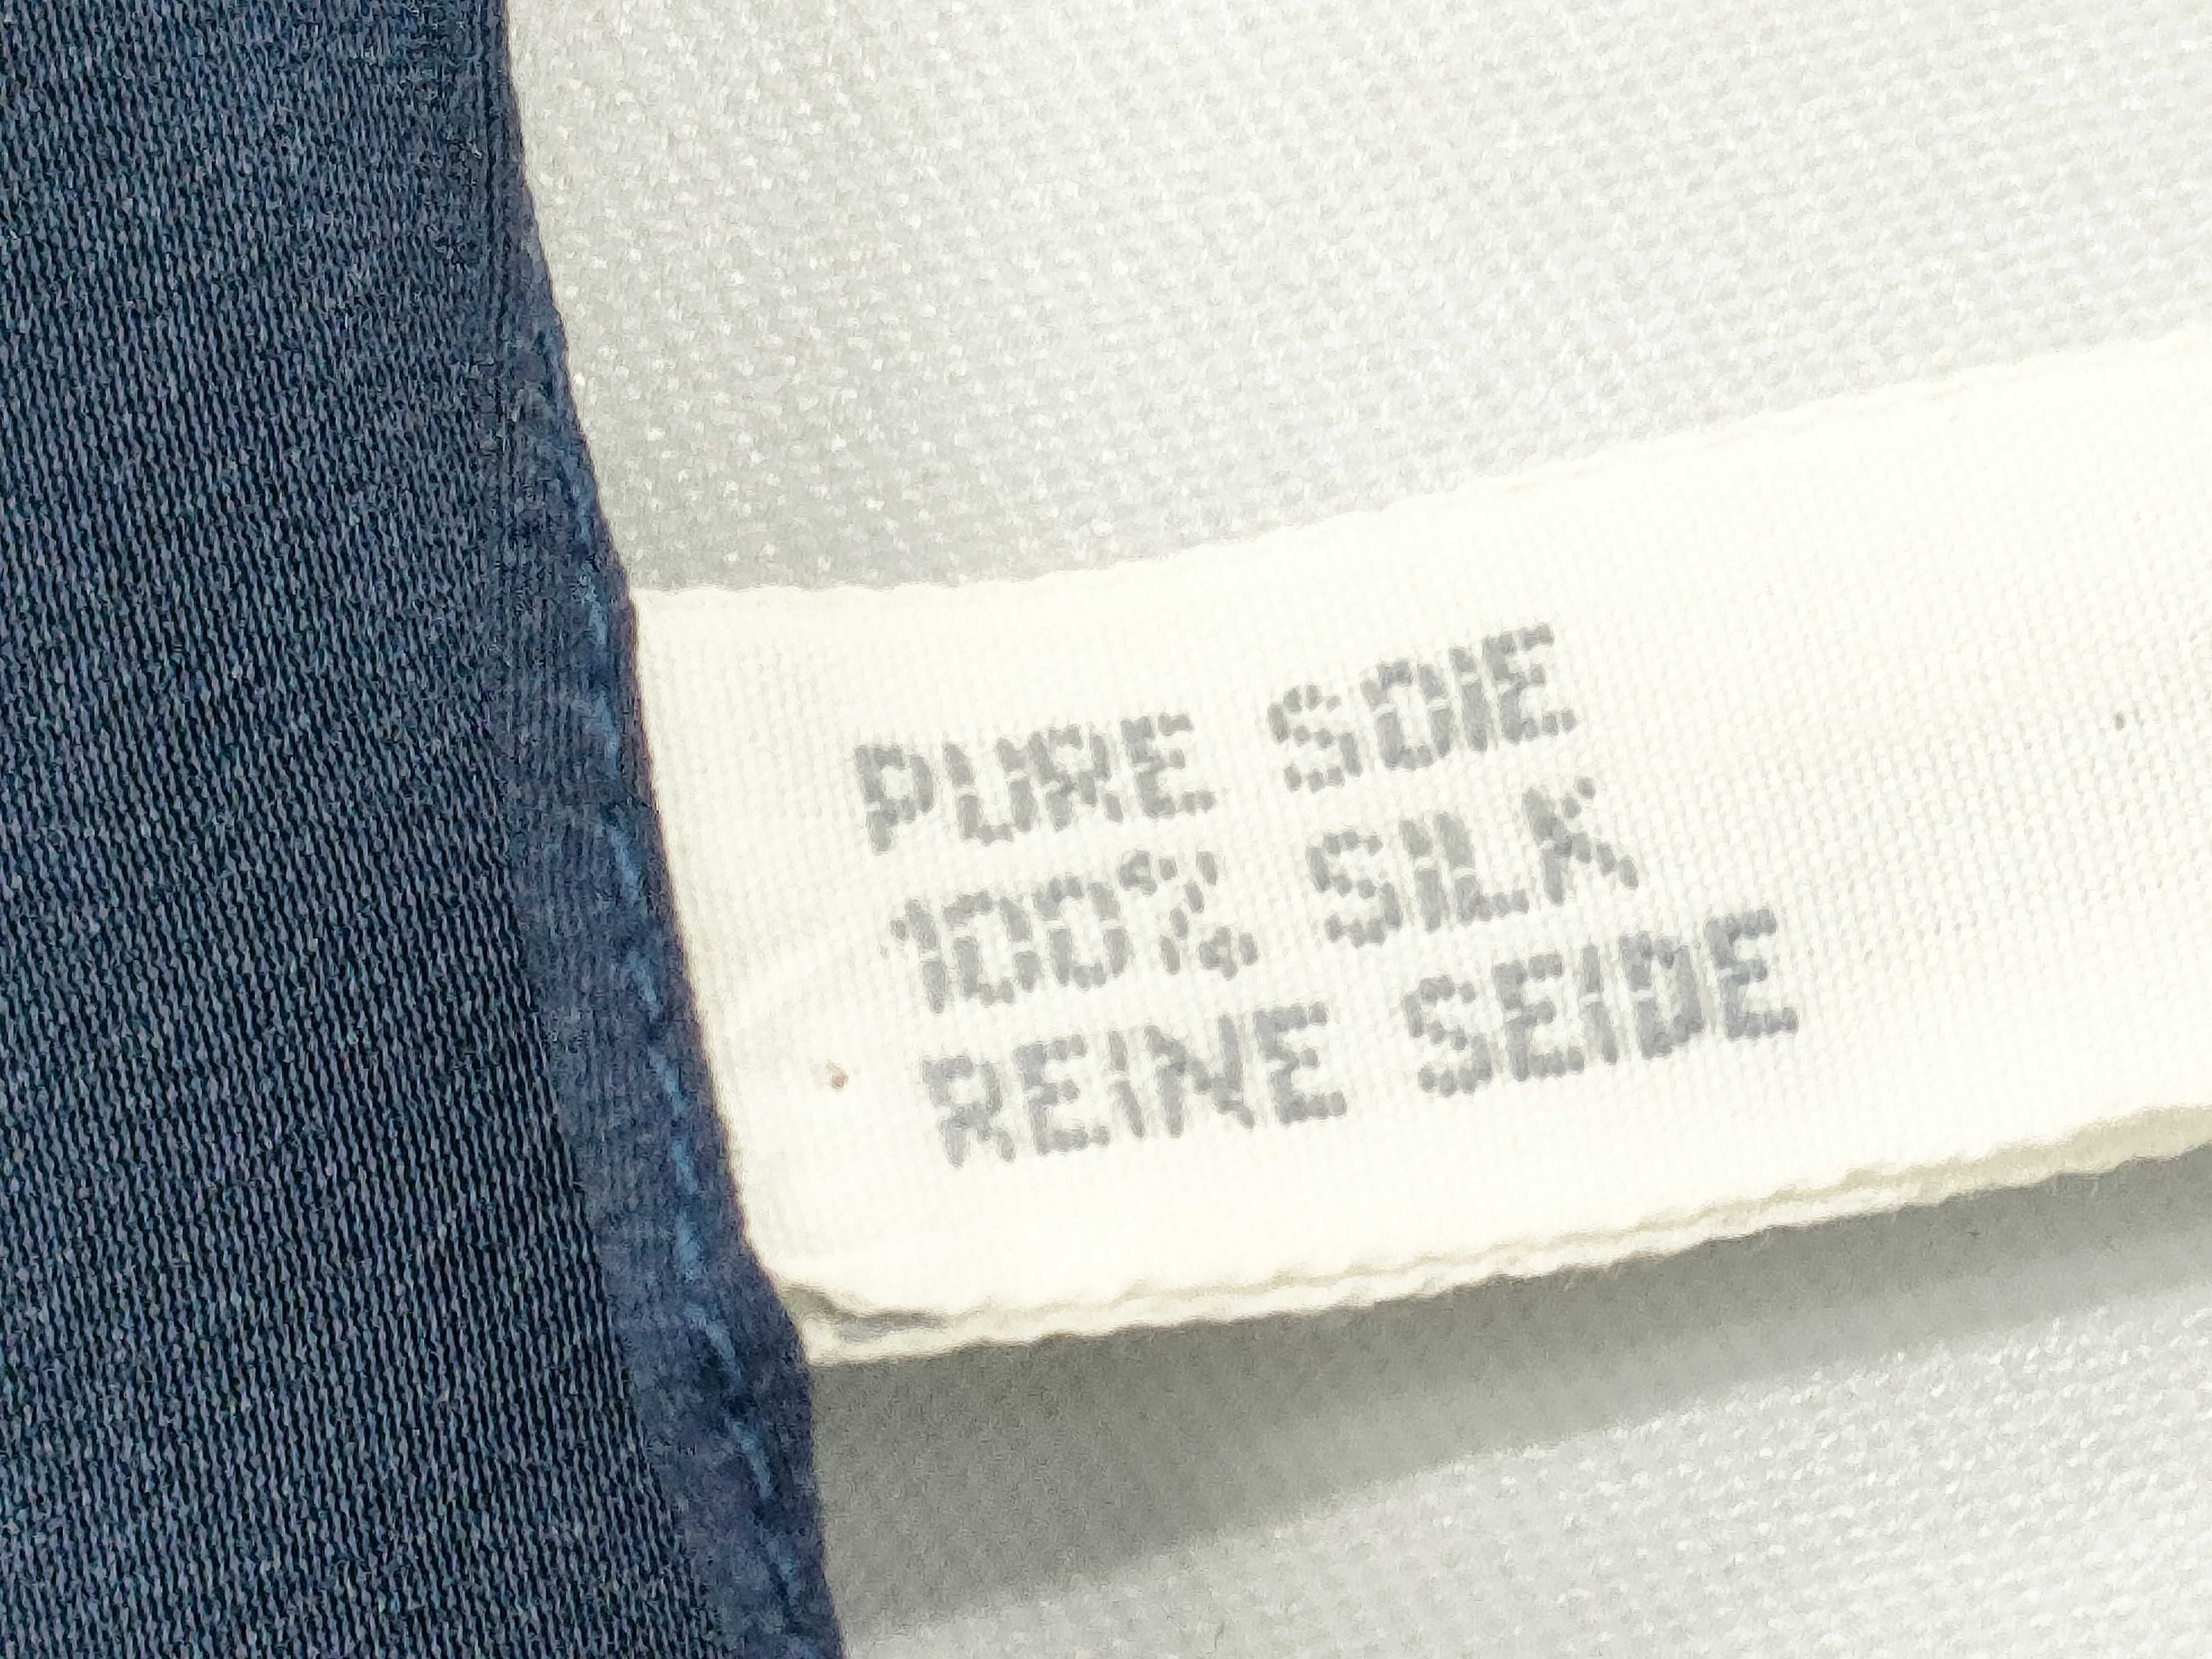 PURE SOIE
100% SILK
REINE SEIDE